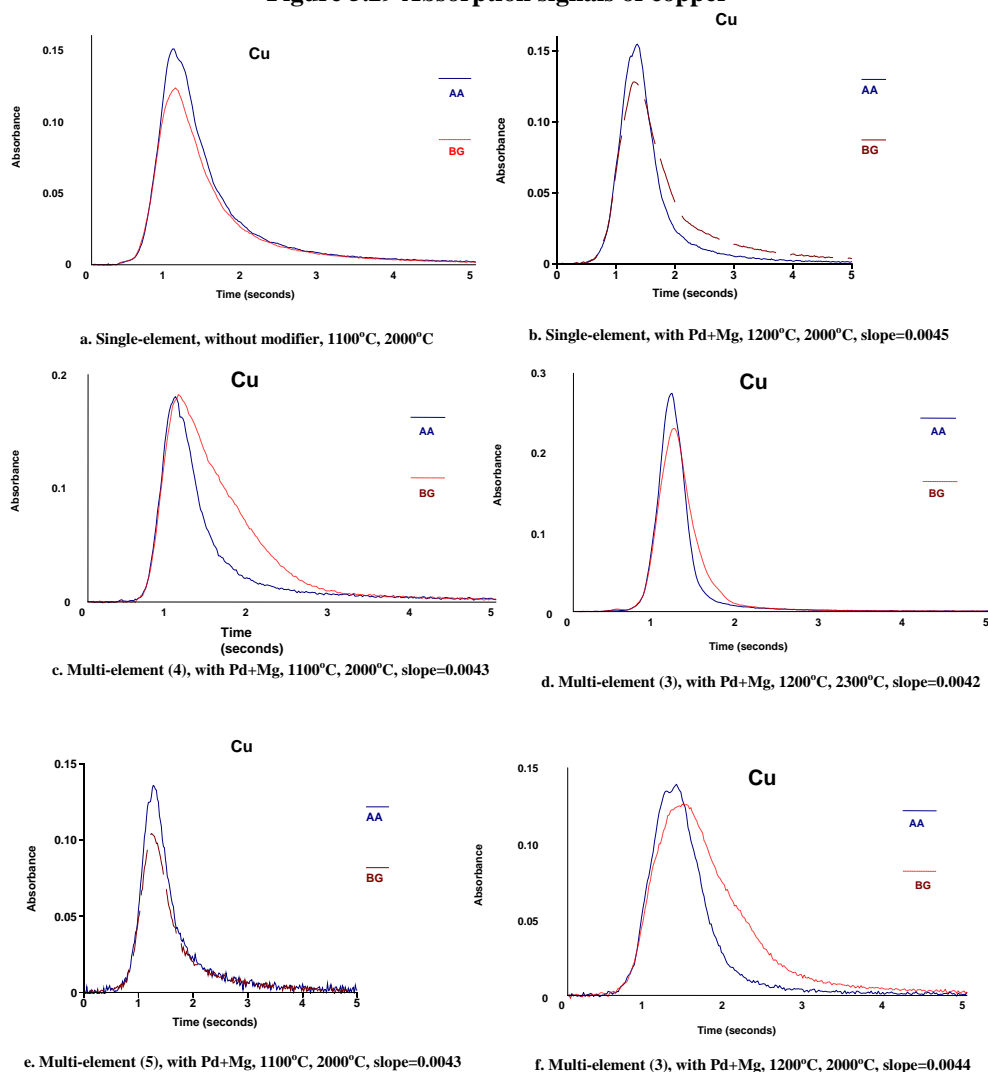 Figure 3.29 Absorption signals of copper
Cu
0.15
0.10
0.05
0
Absorbance
AA
BG
0 1 2 3 4 5
Time (seconds)
a. Single-element, without modifier, 1100°C, 2000°C
Cu
0.15
0.10
0.05
0
Absorbance
AA
BG
0 1 2 3 4 5
Time (seconds)
b. Single-element, with Pd+Mg, 1200°C, 2000°C, slope=0.0045
Cu
0.2
0.1
0
Absorbance
AA
BG
0 1 2 3 4 5
Time
(seconds)
c. Multi-element (4), with Pd+Mg, 1100°C, 2000°C, slope=0.0043
Cu
0.3
0.2
0.1
0
Absorbance
AA
BG
0 1 2 3 4 5
Time (seconds)
d. Multi-element (3), with Pd+Mg, 1200°C, 2300°C, slope=0.0042
Cu
0.15
0.10
0.05
0
Absorbance
AA
BG
0 1 2 3 4 5
Time (seconds)
e. Multi-element (5), with Pd+Mg, 1100°C, 2000°C, slope=0.0043
Cu
0.15
0.10
0.05
0
Absorbance
AA
BG
0 1 2 3 4 5
Time (seconds)
f. Multi-element (3), with Pd+Mg, 1200°C, 2000°C, slope=0.0044